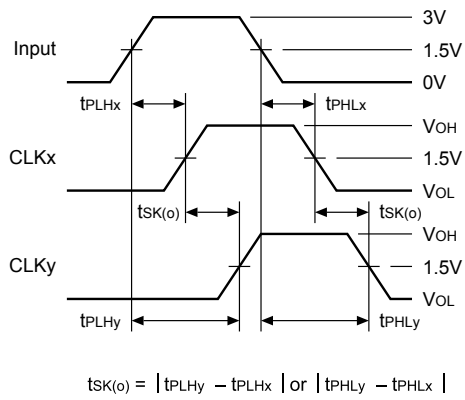 3V
Input
1.5V
0V
tPLHx
tPHLx
VOH
CLKx
1.5V
VOL
tSK(o)
tSK(o)
VOH
CLKy
1.5V
VOL
tPLHy
tPHLy
tSK(o) = | tPLHy – tPLHx | or | tPHLy – tPHLx |